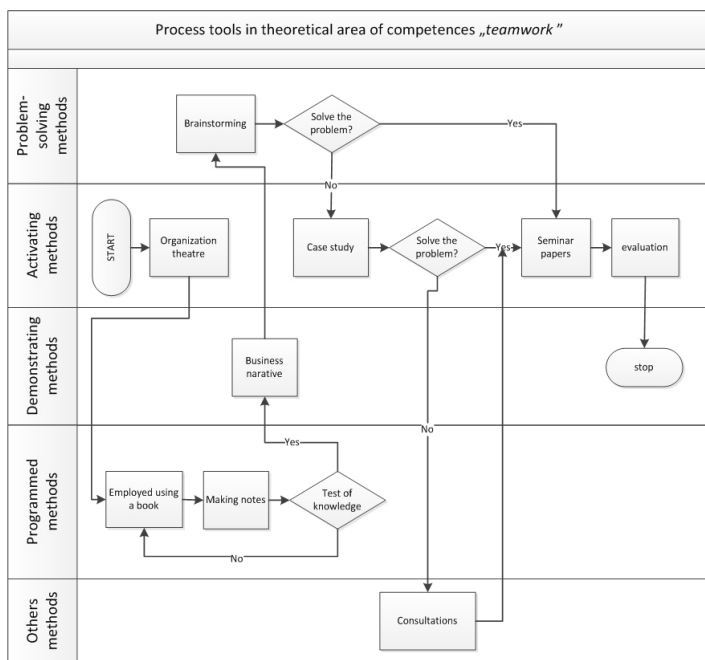 Process tools in theoretical area of competences „teamwork ”
Problem-
solving
methods
Brainstorming
Solve the
problem?
Yes
No
Activating
methods
START
Organization
theatre
Case study
Solve the
problem?
Yes
Seminar
papers
evaluation
Demonstrating
methods
Business
narative
stop
No
Programmed
methods
Yes
Employed using
a book
Making notes
Test of
knowledge
No
Others
methods
Consultations